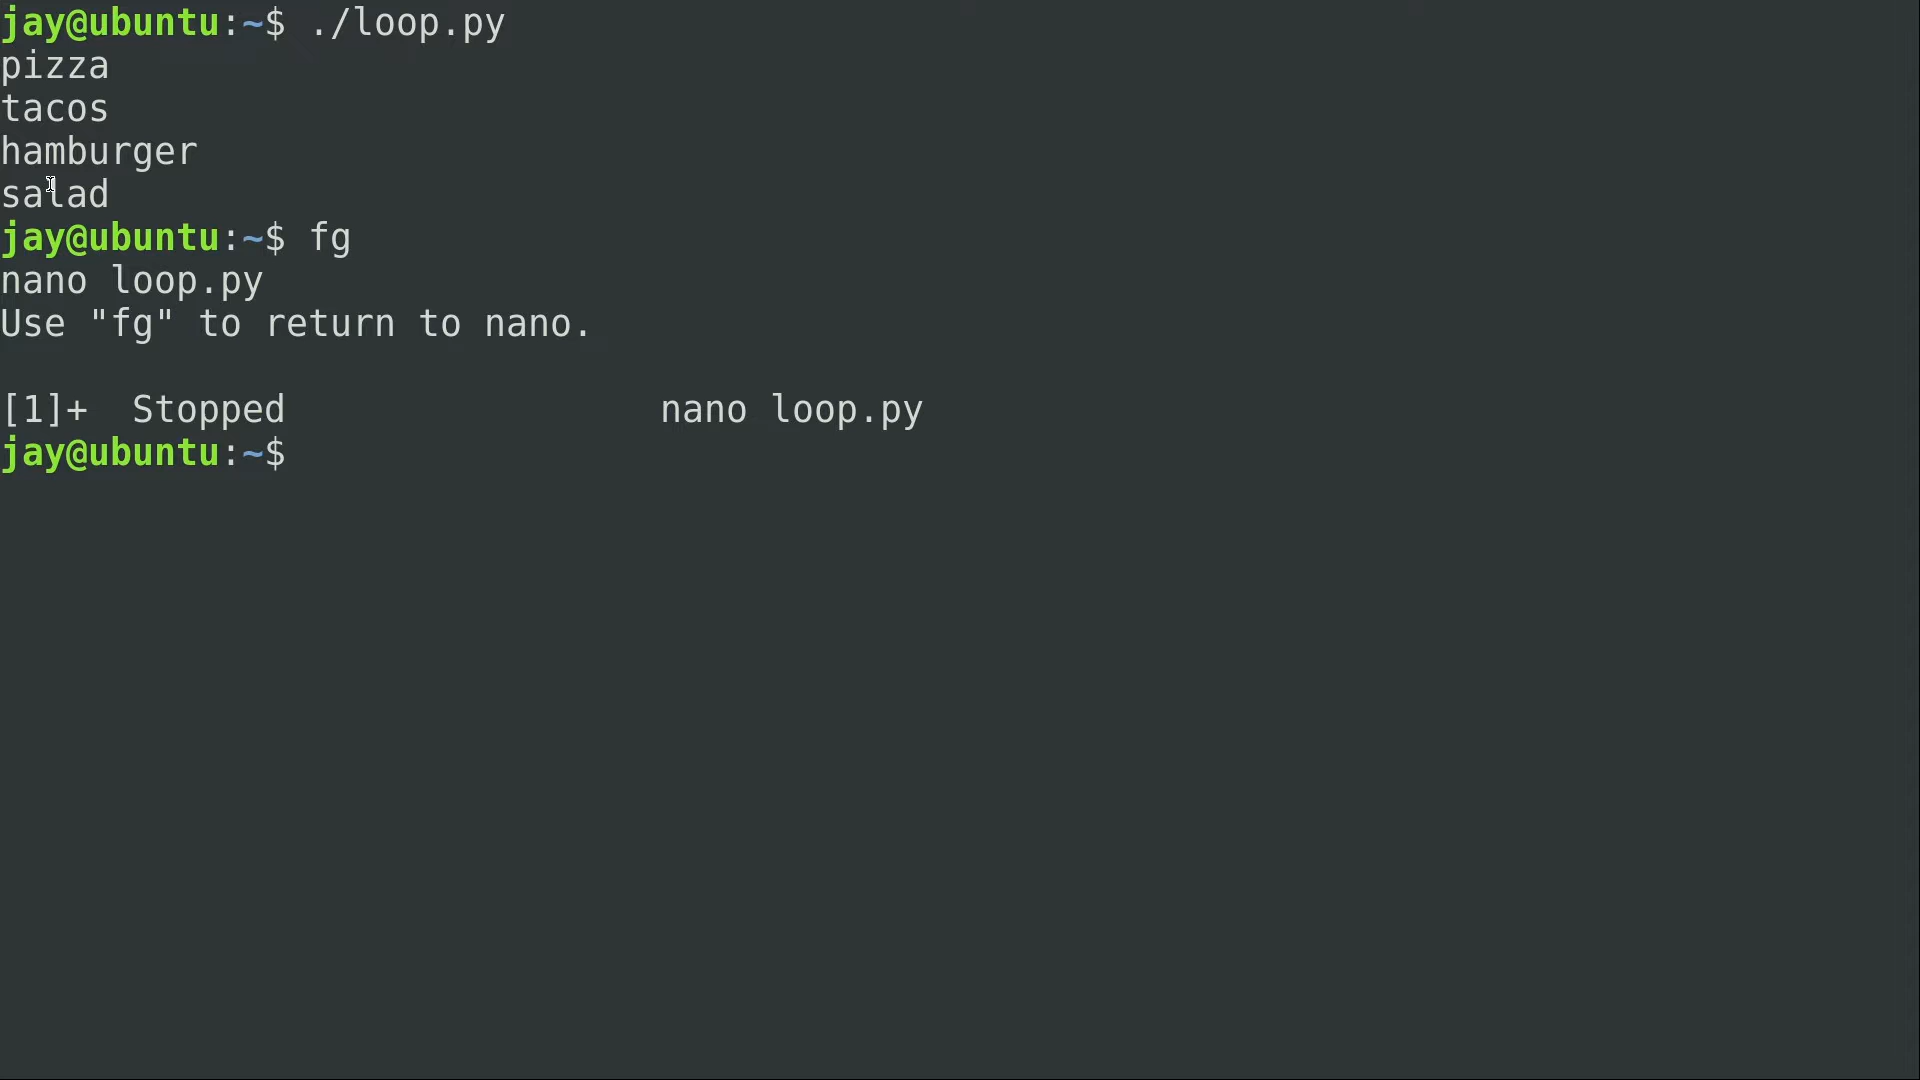 jay@ubuntu:~$ ./loop.py
pizza
tacos
hamburger
salad
jay@ubuntu:~$ fg
nano loop.py
Use "fg" to return to nano.
[1]+  Stopped                 nano loop.py
jay@ubuntu:~$